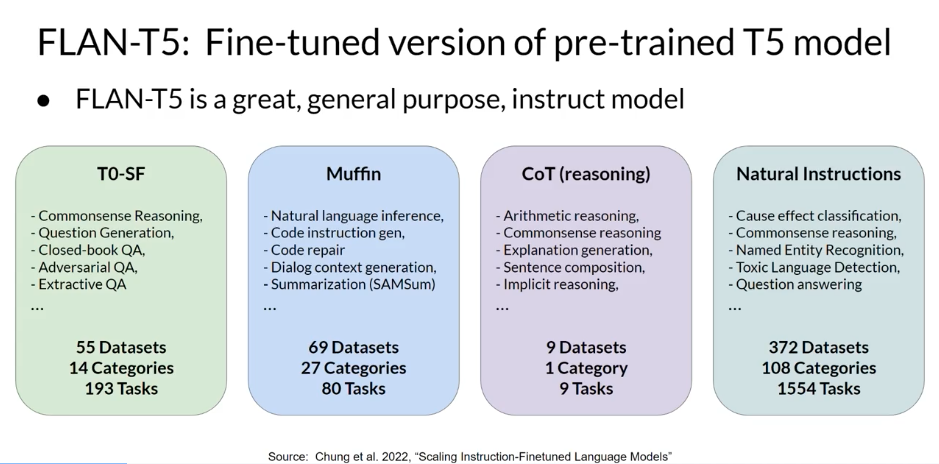 FLAN-T5: Fine-tuned version of pre-trained T5 model
● FLAN-T5 is a great, general purpose, instruct model
T0-SF
- Commonsense Reasoning,
- Question Generation,
- Closed-book QA,
- Adversarial QA,
- Extractive QA
...
55 Datasets
14 Categories
193 Tasks
Muffin
- Natural language inference,
- Code instruction gen,
- Code repair
- Dialog context generation,
- Summarization (SAMSum)
...
69 Datasets
27 Categories
80 Tasks
CoT (reasoning)
- Arithmetic reasoning,
- Commonsense reasoning
- Explanation generation,
- Sentence composition,
- Implicit reasoning,
...
9 Datasets
1 Category
9 Tasks
Natural Instructions
- Cause effect classification,
- Commonsense reasoning,
- Named Entity Recognition,
- Toxic Language Detection,
- Question answering
...
372 Datasets
108 Categories
1554 Tasks
Source: Chung et al. 2022, “Scaling Instruction-Finetuned Language Models”